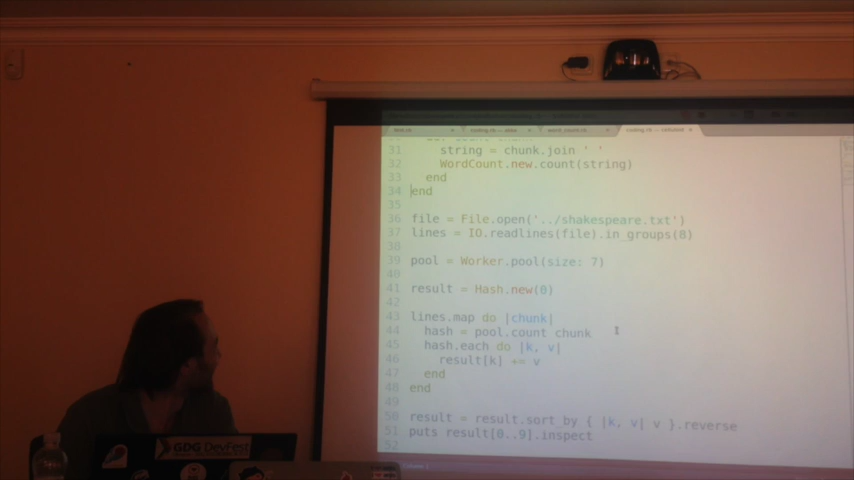 word_count.rb
31 string = chunk.join ' '
32 WordCount.new.count(string)
33 end
34 end
35
36 file = File.open('../shakespeare.txt')
37 lines = IO.readlines(file).in_groups(8)
38
39 pool = Worker.pool(size: 7)
40
41 result = Hash.new(0)
42
43 lines.map do |chunk|
44 hash = pool.count chunk
45 hash.each do |k, v|
46 result[k] += v
47 end
48 end
49
50 result = result.sort_by { |k, v| v }.reverse
51 puts result[0..9].inspect
52
GDG DevFest